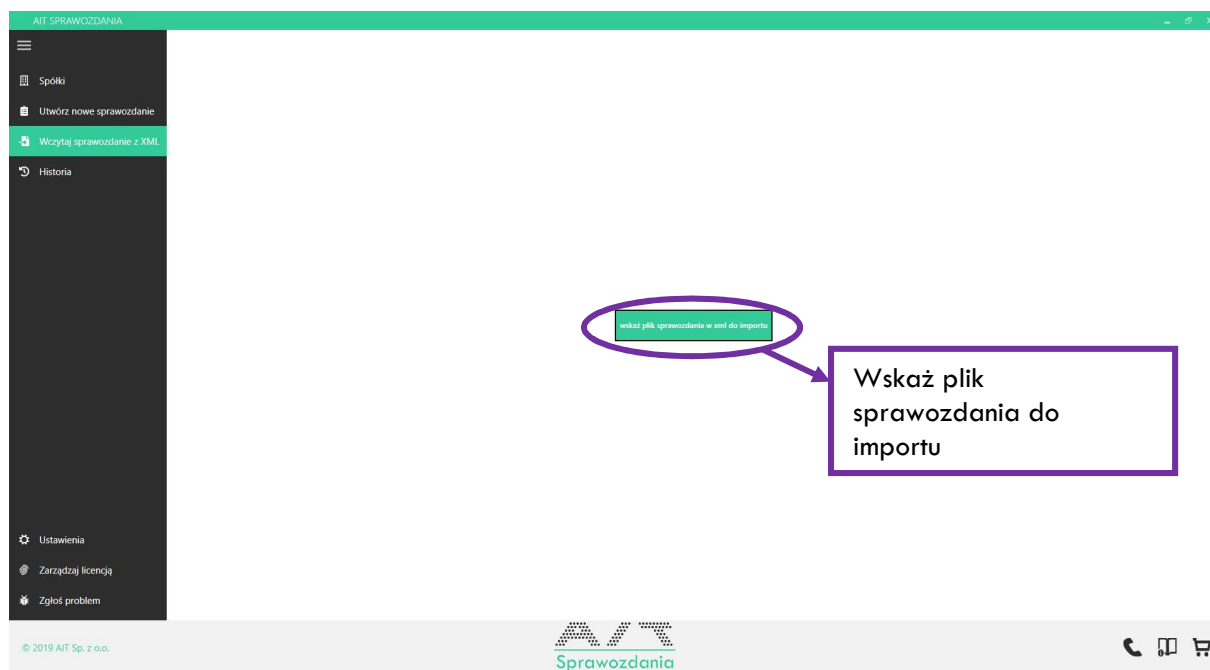 AIT SPRAWOZDANIA
Spółki
Utwórz nowe sprawozdanie
Wczytaj sprawozdanie z XML
Historia
wskaż plik sprawozdania w xml do importu
Wskaż plik
sprawozdania do
importu
Ustawienia
Zarządzaj licencją
Zgłoś problem
© 2019 AIT Sp. z o.o.
AIT
Sprawozdania